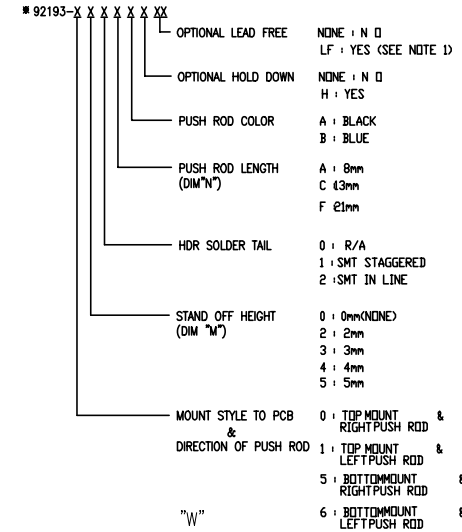 * 92193-X X X X X X XX
OPTIONAL LEAD FREE NONE : N O
LF : YES (SEE NOTE 1)
OPTIONAL HOLD DOWN NONE : N O
H : YES
PUSH ROD COLOR A : BLACK
B : BLUE
PUSH ROD LENGTH A : 8mm
(DIM"N") C :13mm
F :21mm
HDR SOLDER TAIL 0 : R/A
1 : SMT STAGGERED
2 :SMT IN LINE
STAND OFF HEIGHT 0 : 0mm(NONE)
(DIM "M") 2 : 2mm
3 : 3mm
4 : 4mm
5 : 5mm
MOUNT STYLE TO PCB 0 : TOP MOUNT &
& RIGHT PUSH ROD
DIRECTION OF PUSH ROD 1 : TOP MOUNT &
LEFT PUSH ROD
5 : BOTTOMMOUNT &
RIGHT PUSH ROD
"W" 6 : BOTTOMMOUNT &
LEFT PUSH ROD